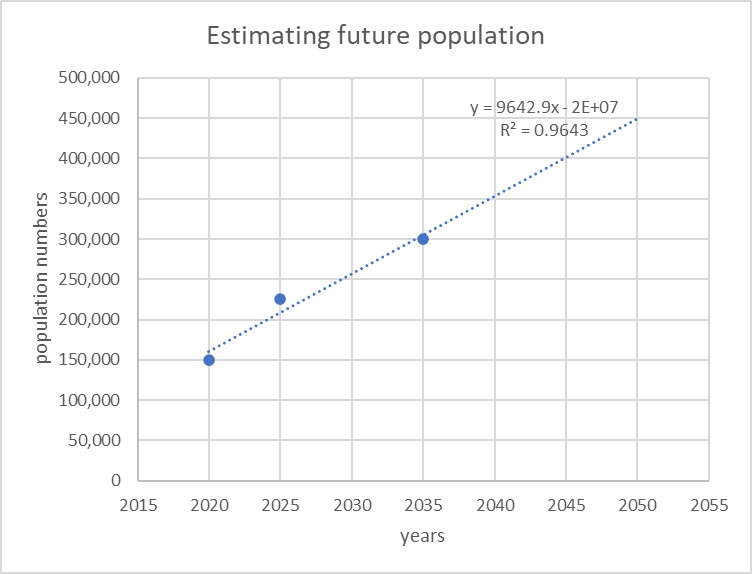 Estimating future population
500,000
y = 9642.9x - 2E+07
450,000
R² = 0.9643
400,000
350,000
300,000
250,000
200,000
150,000
100,000
50,000
0
population numbers
2015 2020 2025 2030 2035 2040 2045 2050 2055
years